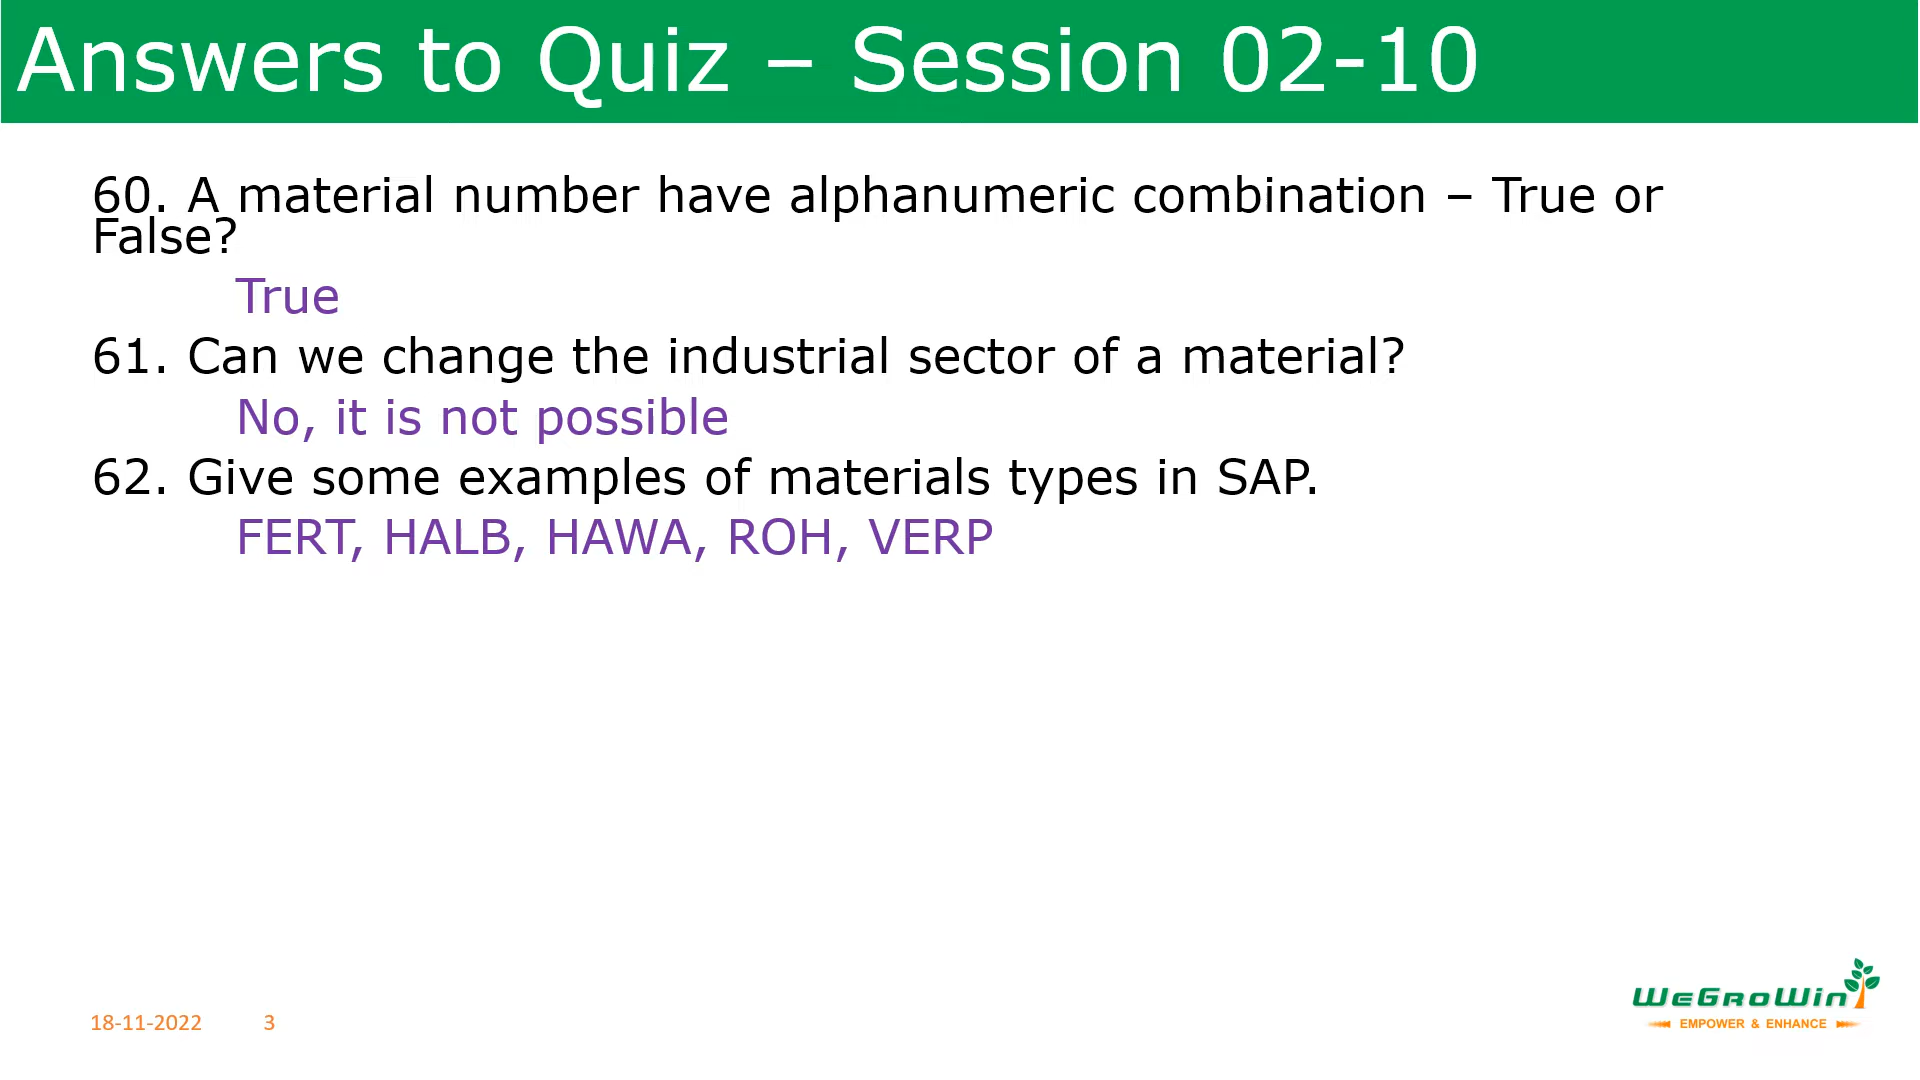 Answers to Quiz – Session 02-10
60. A material number have alphanumeric combination – True or
False?
True
61. Can we change the industrial sector of a material?
No, it is not possible
62. Give some examples of materials types in SAP.
FERT, HALB, HAWA, ROH, VERP
WeGroWin
EMPOWER & ENHANCE
18-11-2022 3